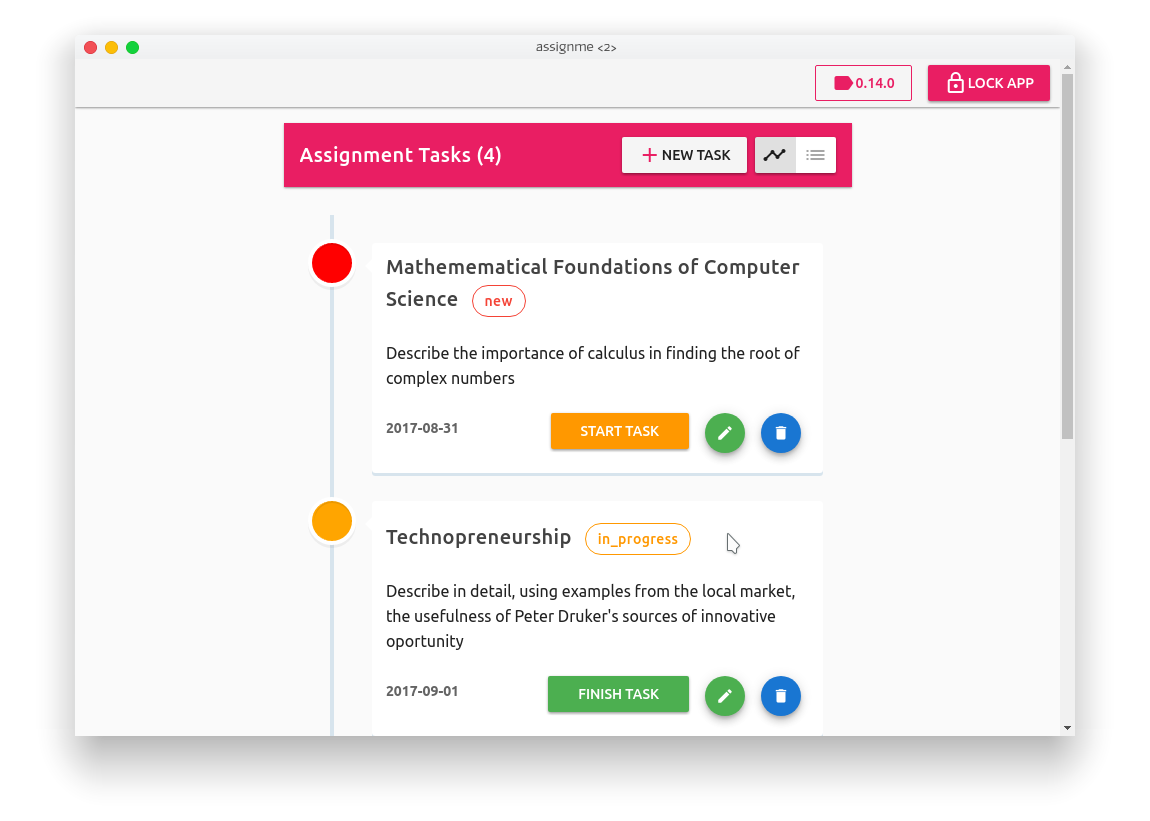 assignme <2>
0.14.0
LOCK APP
Assignment Tasks (4)
NEW TASK
Mathemematical Foundations of Computer
Science new
Describe the importance of calculus in finding the root of
complex numbers
2017-08-31
START TASK
Technopreneurship in_progress
Describe in detail, using examples from the local market,
the usefulness of Peter Druker's sources of innovative
oportunity
2017-09-01
FINISH TASK